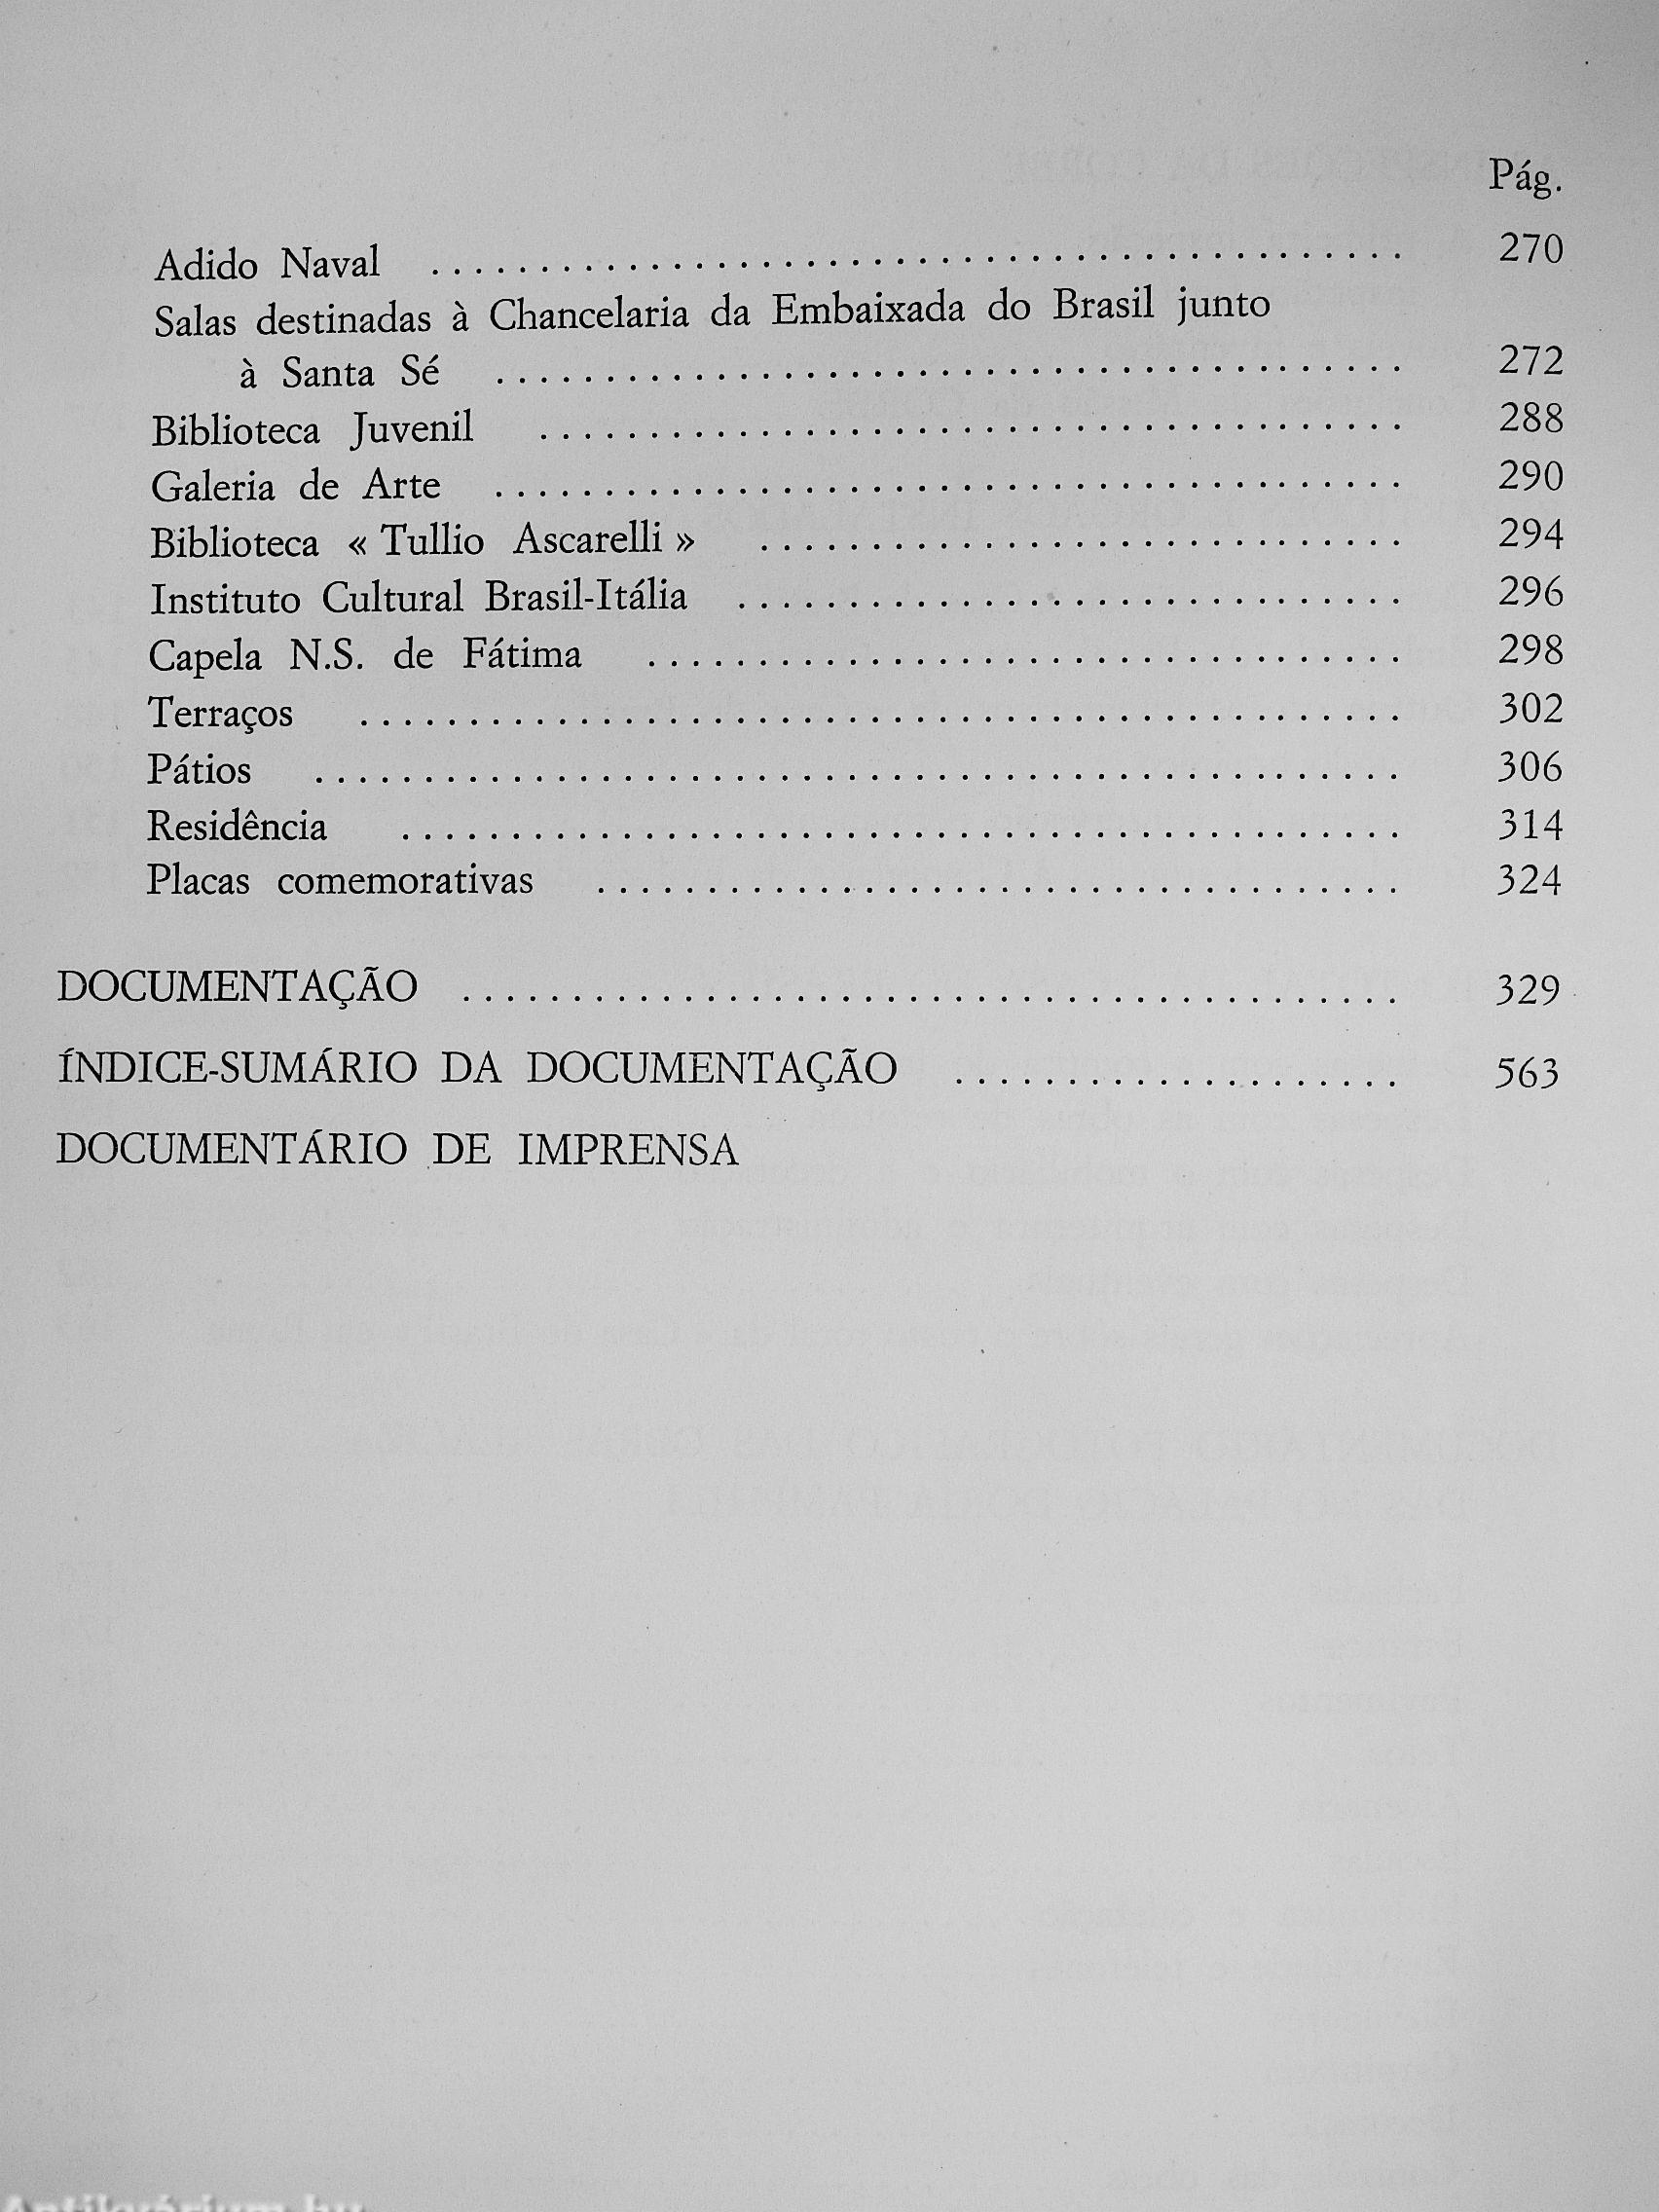 Pág.
Adido Naval ............................................. 270
Salas destinadas à Chancelaria da Embaixada do Brasil junto
à Santa Sé .......................................... 272
Biblioteca Juvenil ........................................ 288
Galeria de Arte .......................................... 290
Biblioteca « Tullio Ascarelli » .............................. 294
Instituto Cultural Brasil-Itália ............................... 296
Capela N.S. de Fátima ................................... 298
Terraços ................................................ 302
Pátios .................................................. 306
Residência .............................................. 314
Placas comemorativas ..................................... 324
DOCUMENTAÇÃO ........................................... 329
ÍNDICE-SUMÁRIO DA DOCUMENTAÇÃO .................... 563
DOCUMENTÁRIO DE IMPRENSA
Antikvárium.hu